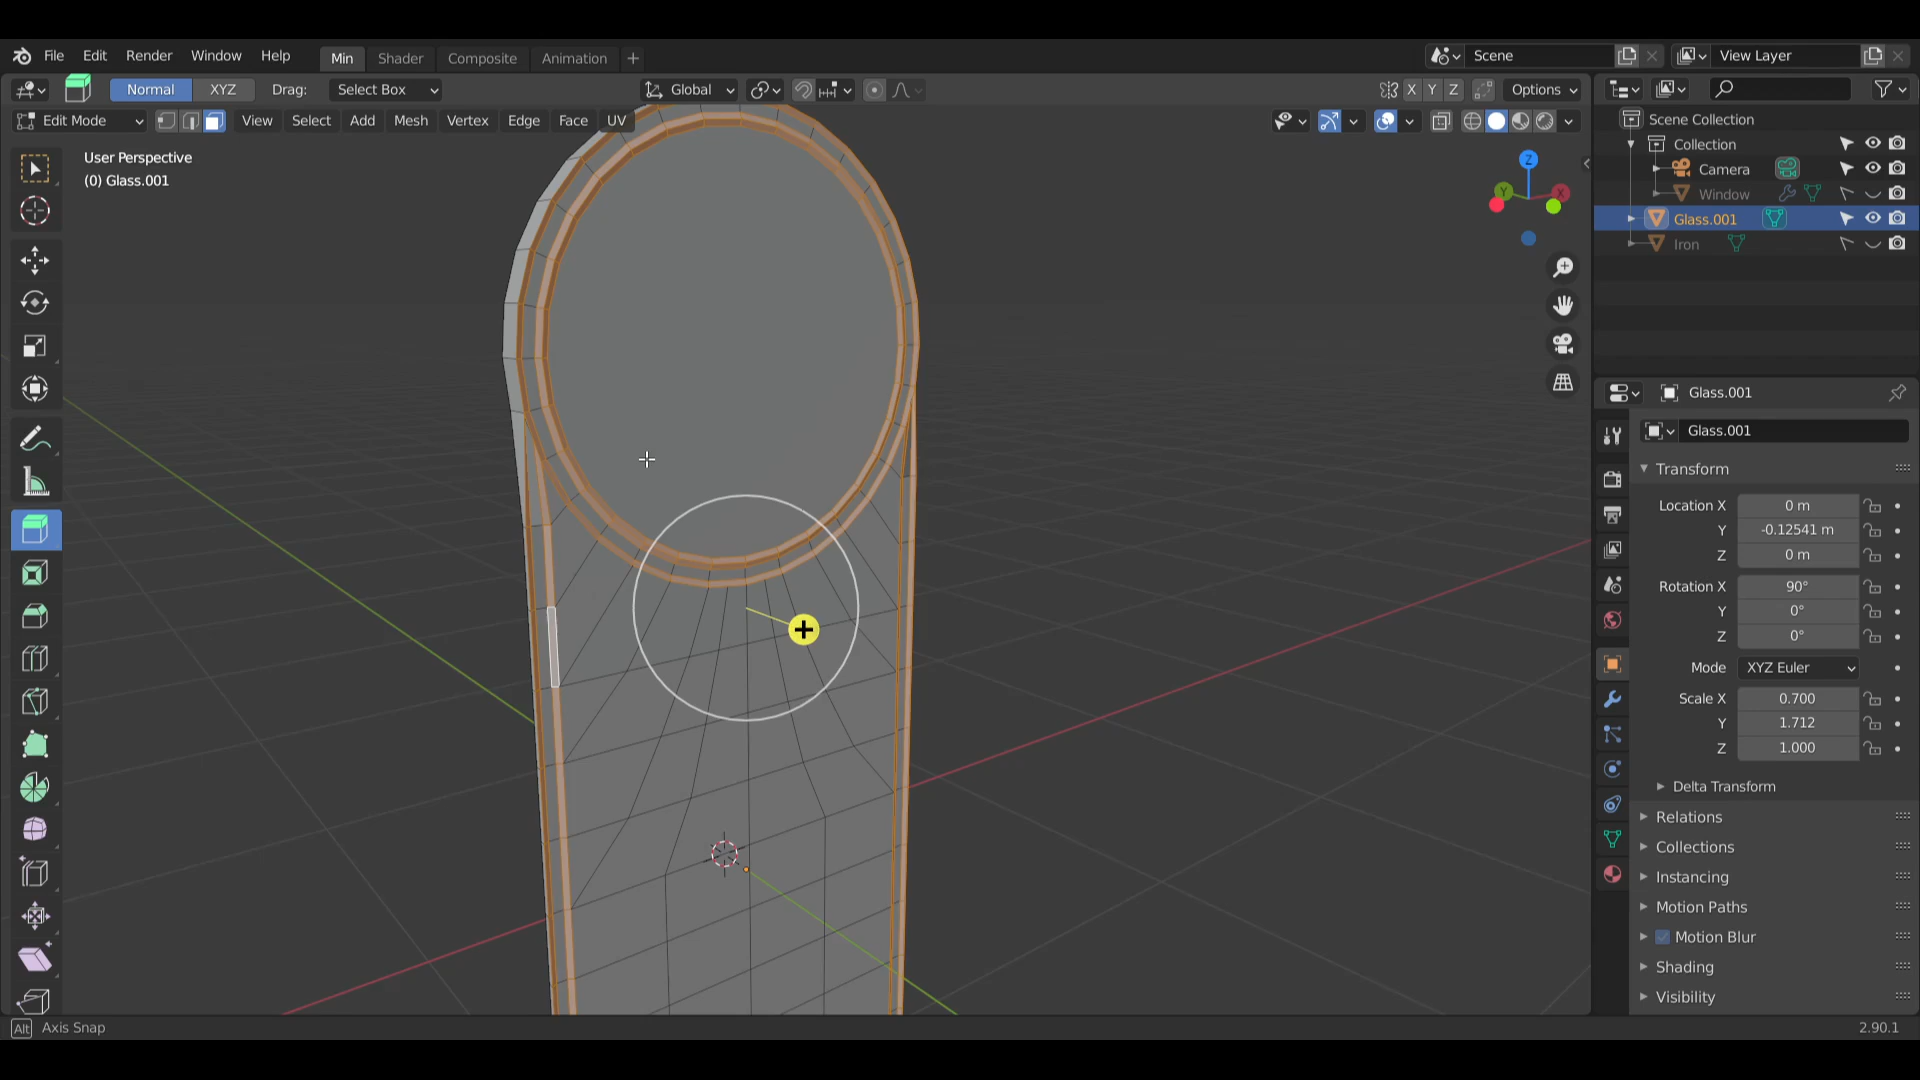 File Edit Render Window Help Min Shader Composite Animation + Scene View Layer
Normal XYZ Drag: Select Box Global X Y Z Options
Edit Mode View Select Add Mesh Vertex Edge Face UV
User Perspective
(0) Glass.001
Z
Y
X
Scene Collection
Collection
Camera
Window
Glass.001
Iron
Glass.001
Glass.001
Transform
Location X 0 m
Y -0.12541 m
Z 0 m
Rotation X 90°
Y 0°
Z 0°
Mode XYZ Euler
Scale X 0.700
Y 1.712
Z 1.000
Delta Transform
Relations
Collections
Instancing
Motion Paths
Motion Blur
Shading
Visibility
Alt Axis Snap
2.90.1